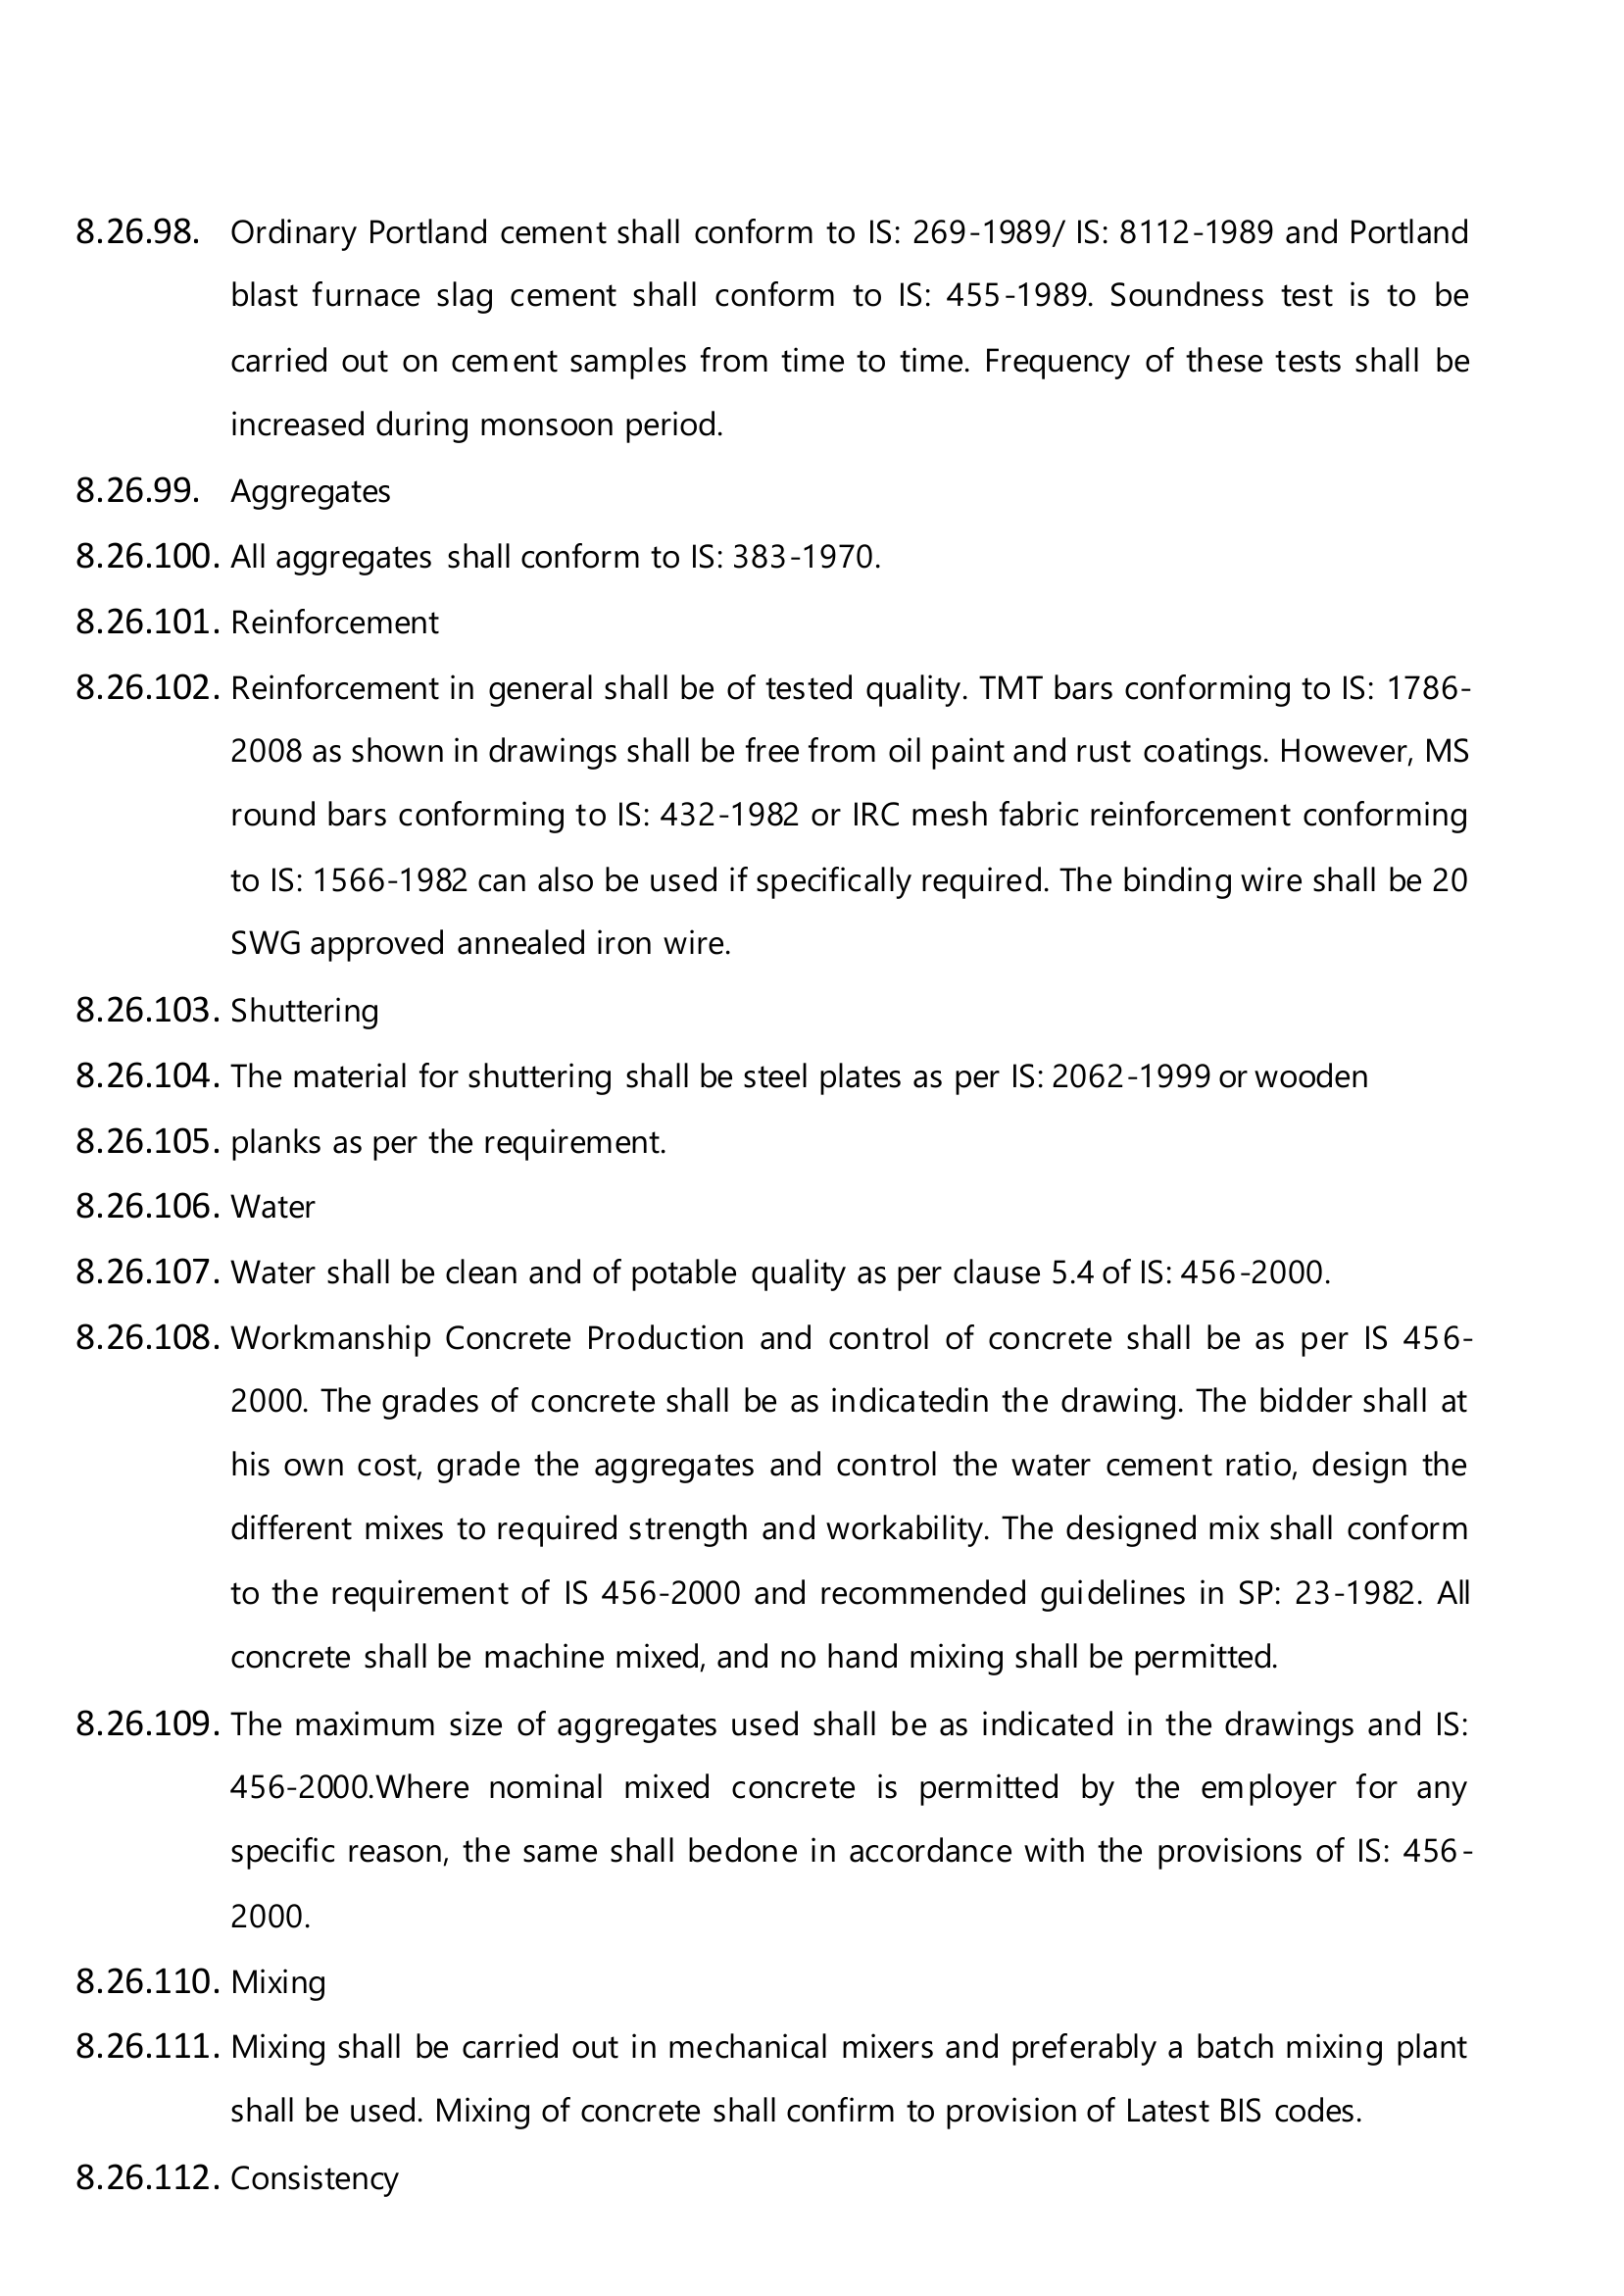 8.26.98. Ordinary Portland cement shall conform to IS: 269-1989/ IS: 8112-1989 and Portland
blast furnace slag cement shall conform to IS: 455-1989. Soundness test is to be
carried out on cement samples from time to time. Frequency of these tests shall be
increased during monsoon period.
8.26.99. Aggregates
8.26.100. All aggregates shall conform to IS: 383-1970.
8.26.101. Reinforcement
8.26.102. Reinforcement in general shall be of tested quality. TMT bars conforming to IS: 1786-
2008 as shown in drawings shall be free from oil paint and rust coatings. However, MS
round bars conforming to IS: 432-1982 or IRC mesh fabric reinforcement conforming
to IS: 1566-1982 can also be used if specifically required. The binding wire shall be 20
SWG approved annealed iron wire.
8.26.103. Shuttering
8.26.104. The material for shuttering shall be steel plates as per IS: 2062-1999 or wooden
8.26.105. planks as per the requirement.
8.26.106. Water
8.26.107. Water shall be clean and of potable quality as per clause 5.4 of IS: 456-2000.
8.26.108. Workmanship Concrete Production and control of concrete shall be as per IS 456-
2000. The grades of concrete shall be as indicatedin the drawing. The bidder shall at
his own cost, grade the aggregates and control the water cement ratio, design the
different mixes to required strength and workability. The designed mix shall conform
to the requirement of IS 456-2000 and recommended guidelines in SP: 23-1982. All
concrete shall be machine mixed, and no hand mixing shall be permitted.
8.26.109. The maximum size of aggregates used shall be as indicated in the drawings and IS:
456-2000.Where nominal mixed concrete is permitted by the employer for any
specific reason, the same shall bedone in accordance with the provisions of IS: 456-
2000.
8.26.110. Mixing
8.26.111. Mixing shall be carried out in mechanical mixers and preferably a batch mixing plant
shall be used. Mixing of concrete shall confirm to provision of Latest BIS codes.
8.26.112. Consistency